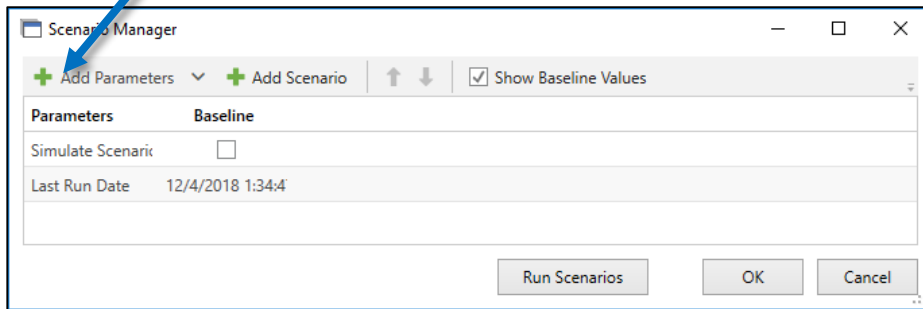 Scenario Manager
Add Parameters Add Scenario Show Baseline Values
Parameters Baseline
Simulate Scenaric
Last Run Date 12/4/2018 1:34:4
Run Scenarios OK Cancel